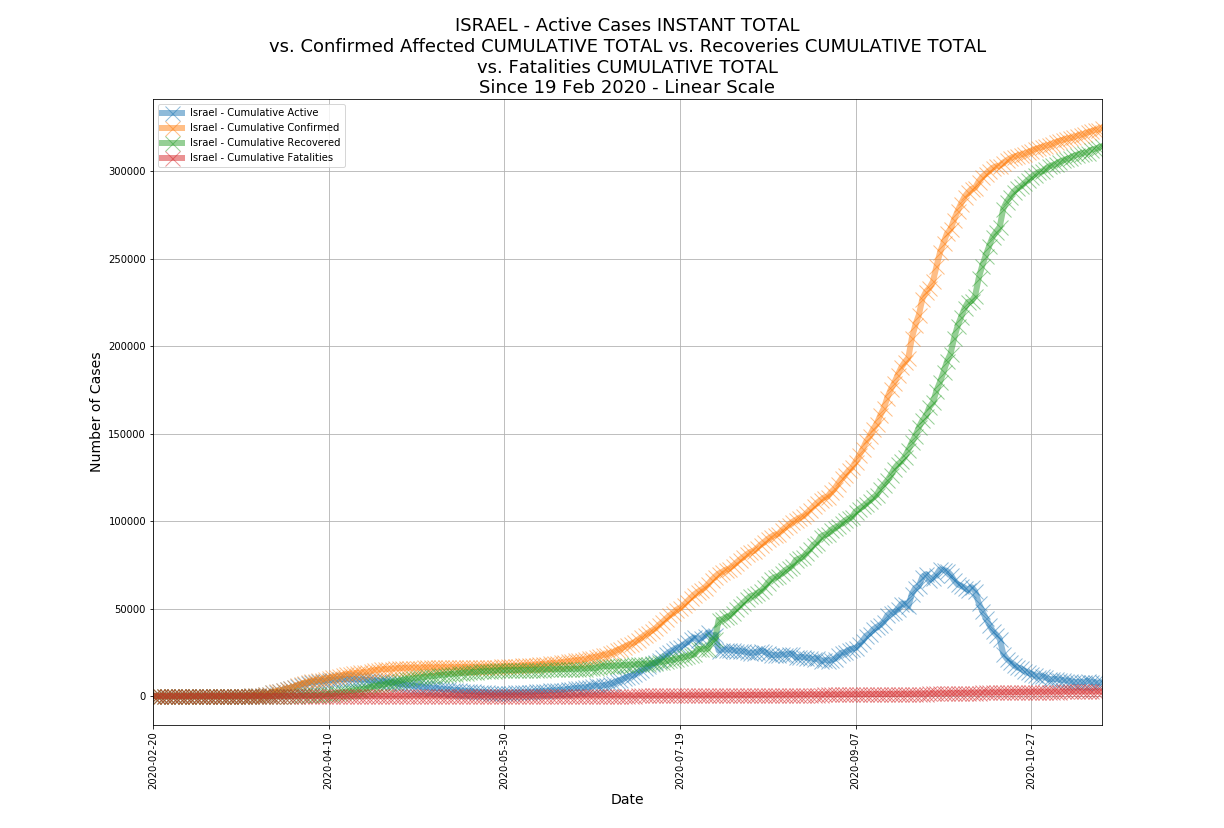 ISRAEL - Active Cases INSTANT TOTAL
vs. Confirmed Affected CUMULATIVE TOTAL vs. Recoveries CUMULATIVE TOTAL
vs. Fatalities CUMULATIVE TOTAL
Since 19 Feb 2020 - Linear Scale
Israel - Cumulative Active
Israel - Cumulative Confirmed
Israel - Cumulative Recovered
Israel - Cumulative Fatalities
Number of Cases
300000
250000
200000
150000
100000
50000
0
2020-02-20
2020-04-10
2020-05-30
2020-07-19
2020-09-07
2020-10-27
Date